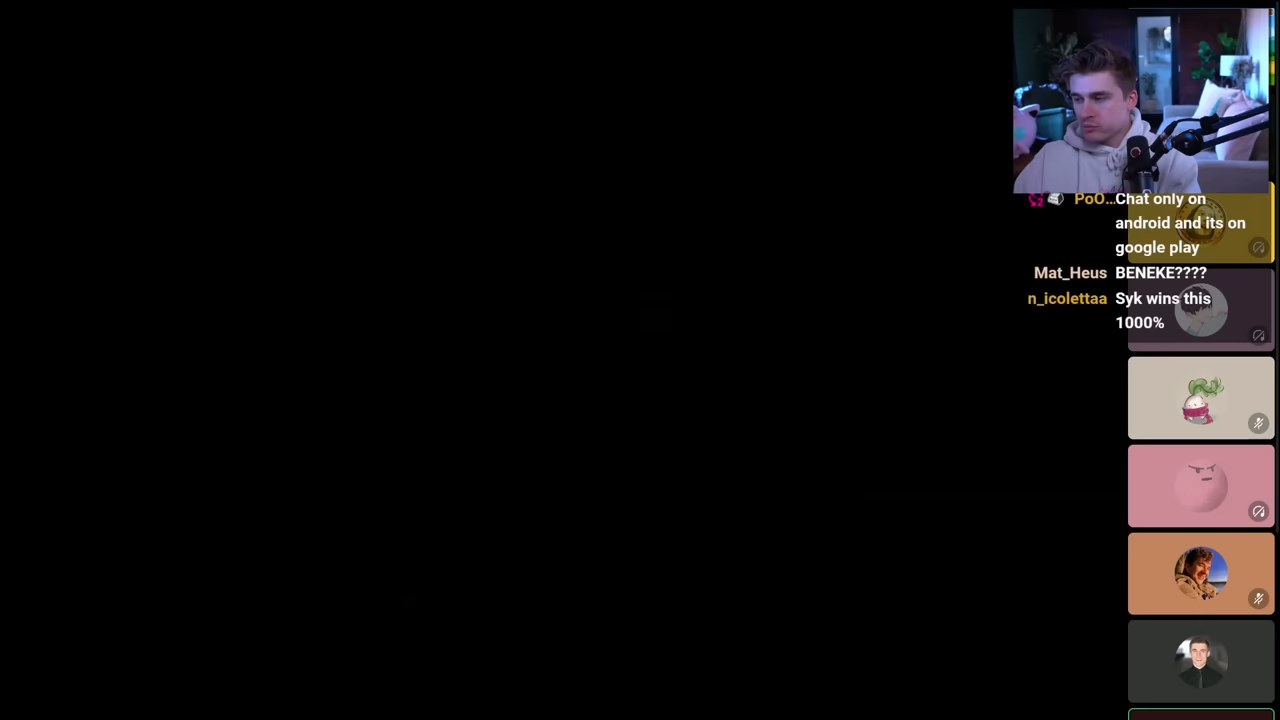 PoO...Chat only on
android and its on
google play
Mat_Heus BENEKE????
n_icolettaa Syk wins this
1000%